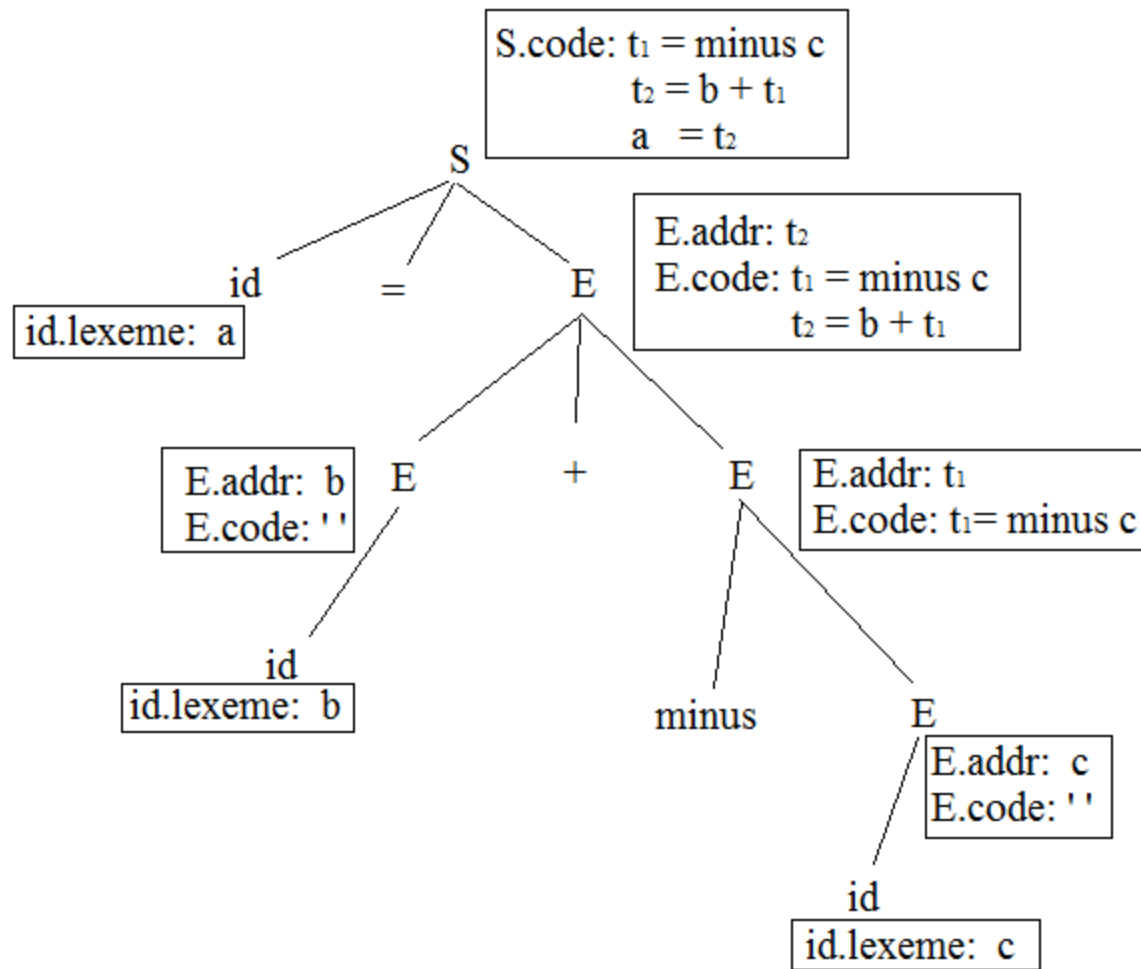 S.code: t₁ = minus c
t₂ = b + t₁
a = t₂
S
E.addr: t₂
E.code: t₁ = minus c
t₂ = b + t₁
id
=
E
id.lexeme: a
E.addr: b
E.code: ' '
E
+
E
E.addr: t₁
E.code: t₁= minus c
id
id.lexeme: b
minus
E
E.addr: c
E.code: ' '
id
id.lexeme: c